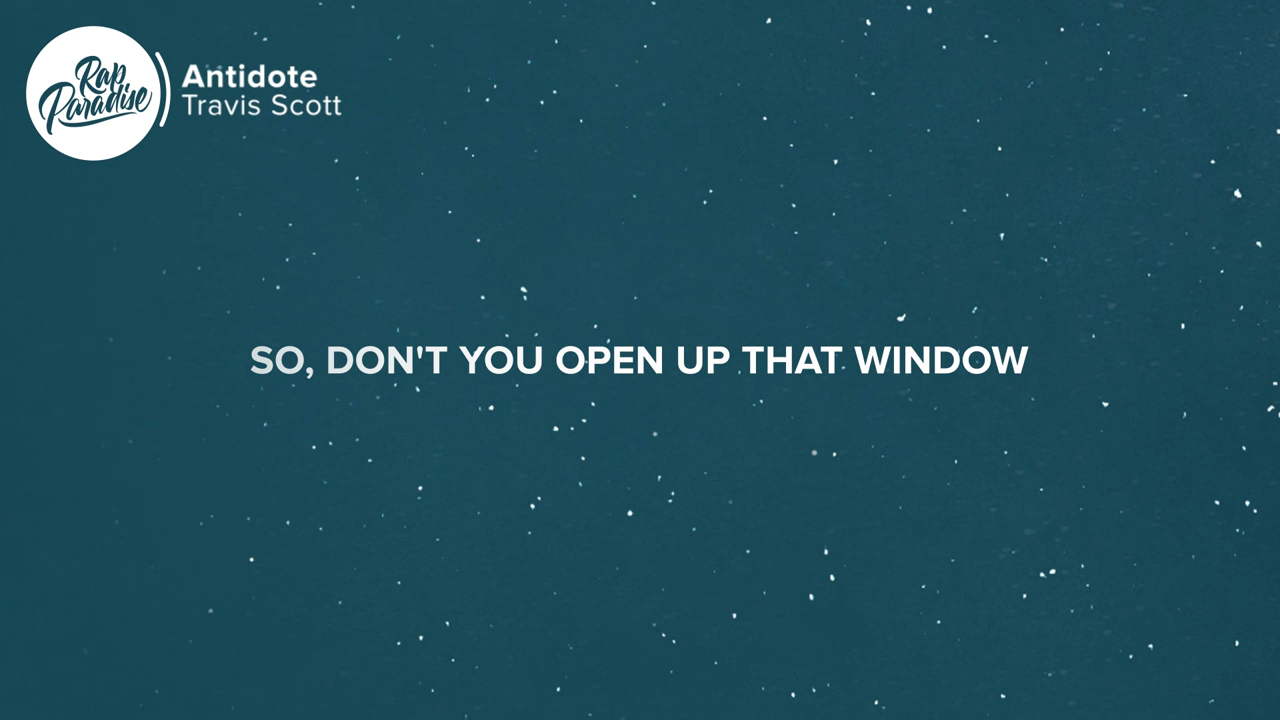 Rap
Paradise
Antidote
Travis Scott
SO, DON'T YOU OPEN UP THAT WINDOW